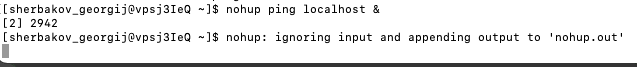 [[sherbakov_georgij@vpsj3IeQ ~]$ nohup ping localhost &
[2] 2942
[[sherbakov_georgij@vpsj3IeQ ~]$ nohup: ignoring input and appending output to 'nohup.out'